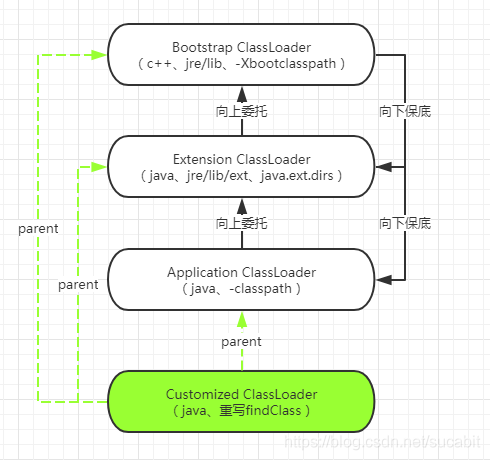 Bootstrap ClassLoader
（c++、jre/lib、-Xbootclasspath）
向上委托
向下保底
Extension ClassLoader
（java、jre/lib/ext、java.ext.dirs）
向上委托
向下保底
parent
Application ClassLoader
（java、-classpath）
parent
parent
Customized ClassLoader
（java、重写findClass）
https://blog.csdn.net/sucabit